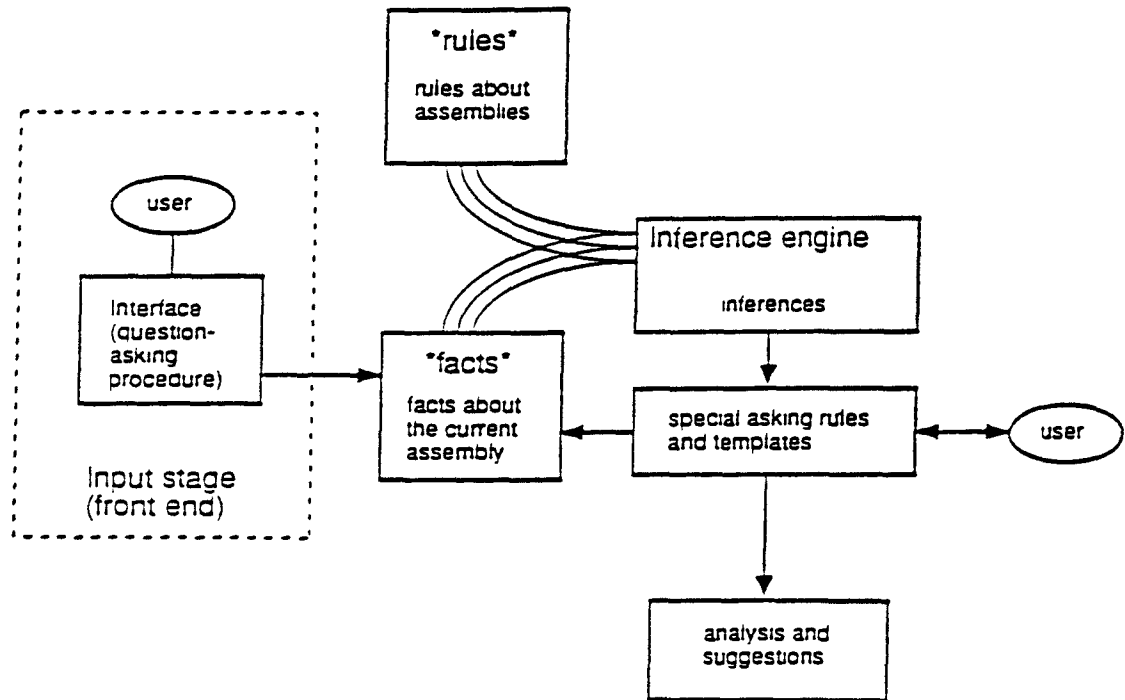 *rules*
rules about
assemblies
user
Interface
(question-
asking
procedure)
Input stage
(front end)
*facts*
facts about
the current
assembly
Inference engine
inferences
special asking rules
and templates
user
analysis and
suggestions